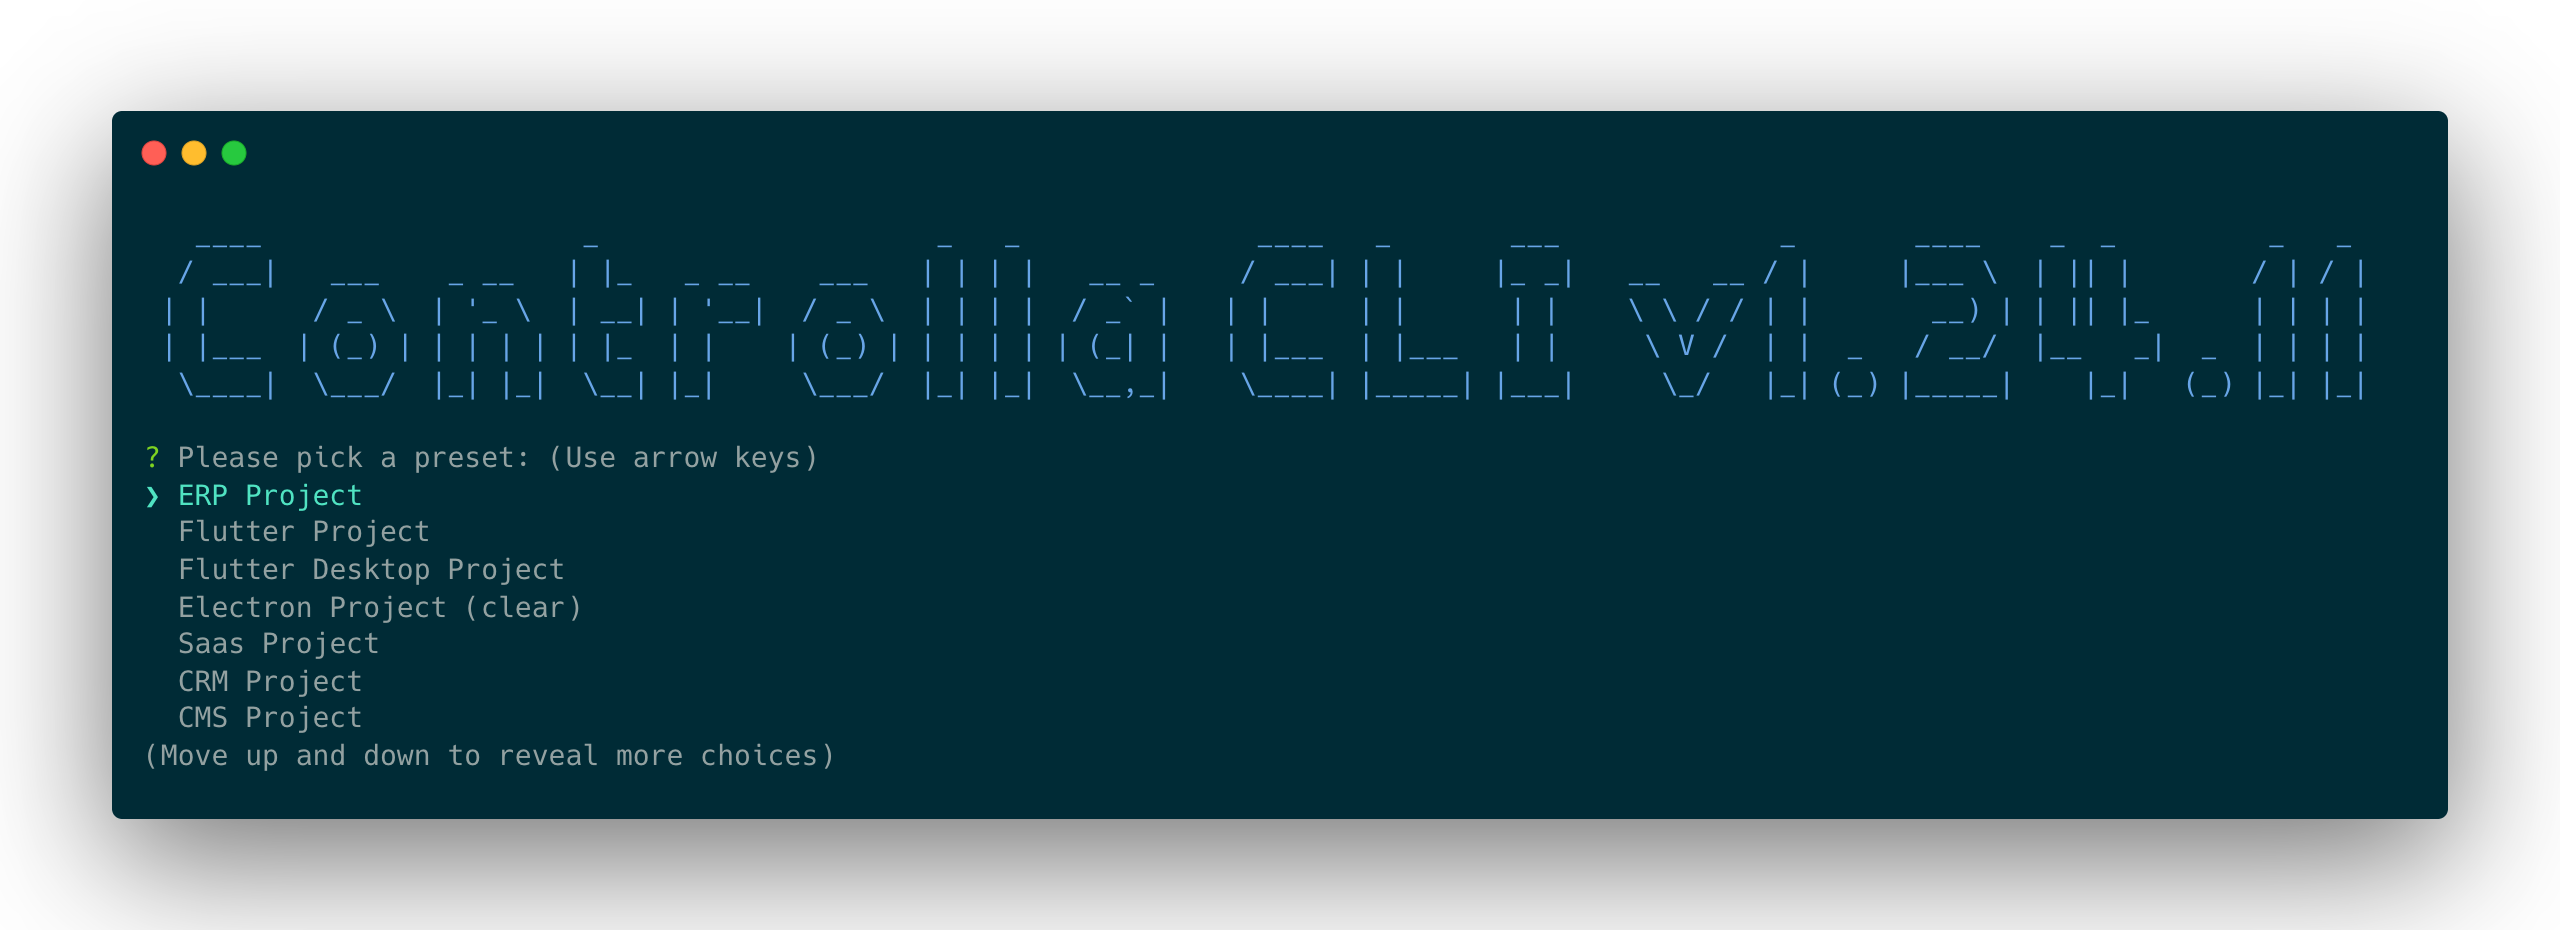 Controlla CLI v1.24.11
? Please pick a preset: (Use arrow keys)
❯ ERP Project
Flutter Project
Flutter Desktop Project
Electron Project (clear)
Saas Project
CRM Project
CMS Project
(Move up and down to reveal more choices)